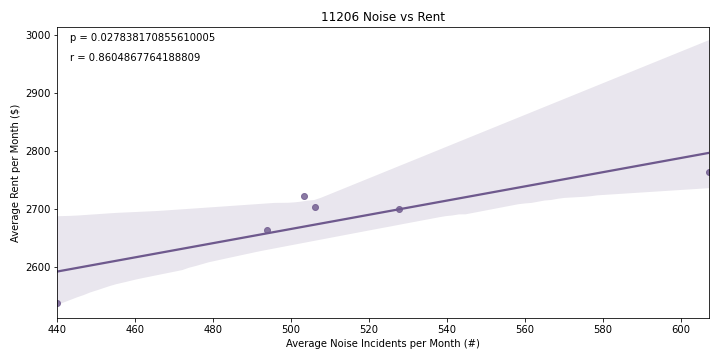 11206 Noise vs Rent
p = 0.027838170855610005
r = 0.8604867764188809
3000
2900
2800
2700
2600
Average Rent per Month ($)
440 460 480 500 520 540 560 580 600
Average Noise Incidents per Month (#)